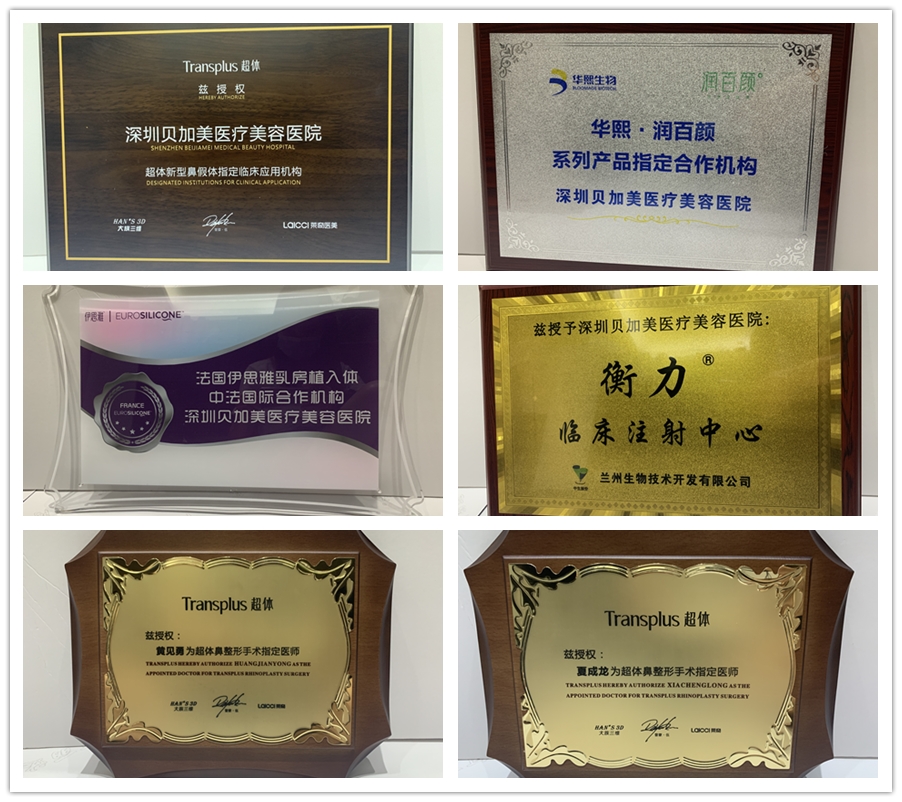 Transplus 超体
兹授权
HEREBY AUTHORIZE
深圳贝加美医疗美容医院
SHENZHEN BEIJIAMEI MEDICAL BEAUTY HOSPITAL
超体新型鼻假体指定临床应用机构
DESIGNATED INSTITUTIONS FOR CLINICAL APPLICATION
HAN*S 3D
大族三维
LAICCI 莱瓷医美
华熙生物
BLOOMAGE BIOTECH
润百颜
华熙·润百颜
系列产品指定合作机构
深圳贝加美医疗美容医院
伊思雅 | EUROSILICONE
FRANCE
EUROSILICONE
法国伊思雅乳房植入体
中法国际合作机构
深圳贝加美医疗美容医院
兹授予深圳贝加美医疗美容医院:
衡力®
临床注射中心
兰州生物技术开发有限公司
Transplus 超体
兹授权:
黄见勇为超体鼻整形手术指定医师
TRANSPLUS HEREBY AUTHORIZE HUANGJIANYONG AS THE
APPOINTED DOCTOR FOR TRANSPLUS RHINOPLASTY SURGERY
HAN*S 3D
大族三维
LAICCI
Transplus 超体
兹授权:
夏成龙为超体鼻整形手术指定医师
TRANSPLUS HEREBY AUTHORIZE XIACHENGLONG AS THE
APPOINTED DOCTOR FOR TRANSPLUS RHINOPLASTY SURGERY
HAN*S 3D
大族三维
LAICCI